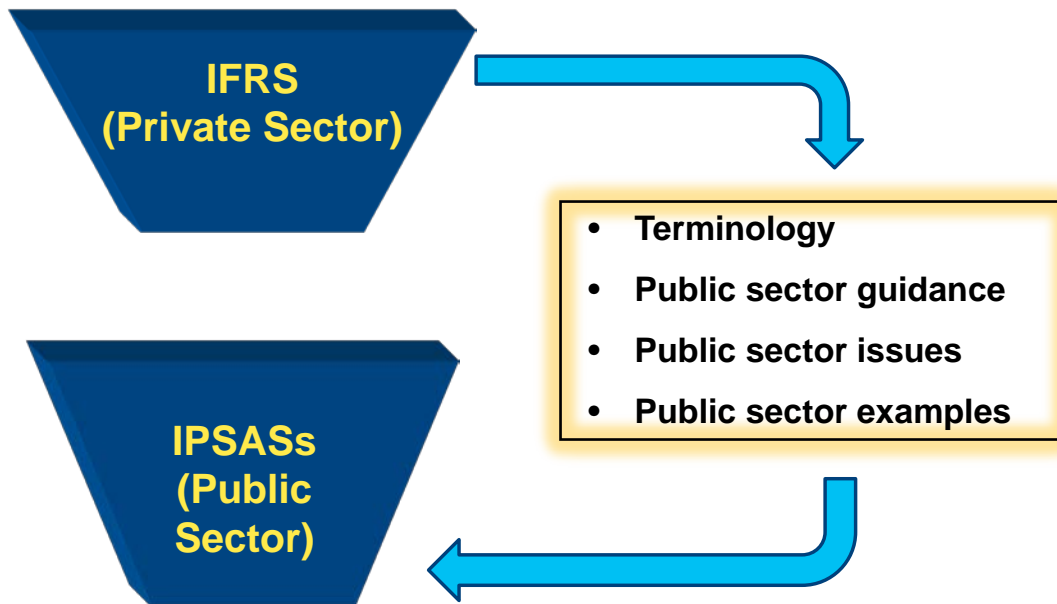 IFRS
(Private Sector)
• Terminology
• Public sector guidance
• Public sector issues
• Public sector examples
IPSASs
(Public
Sector)